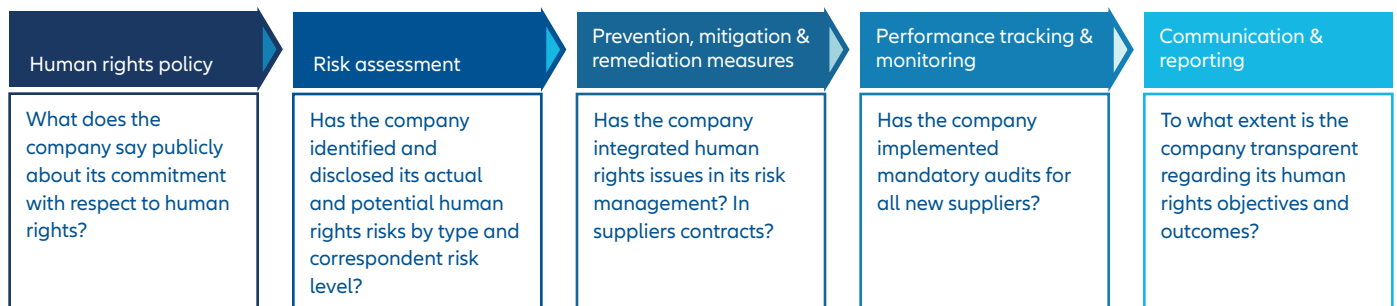 Human rights policy
What does the
company say publicly
about its commitment
with respect to human
rights?
Risk assessment
Has the company
identified and
disclosed its actual
and potential human
rights risks by type and
correspondent risk
level?
Prevention, mitigation &
remediation measures
Has the company
integrated human
rights issues in its risk
management? In
suppliers contracts?
Performance tracking &
monitoring
Has the company
implemented
mandatory audits for
all new suppliers?
Communication &
reporting
To what extent is the
company transparent
regarding its human
rights objectives and
outcomes?